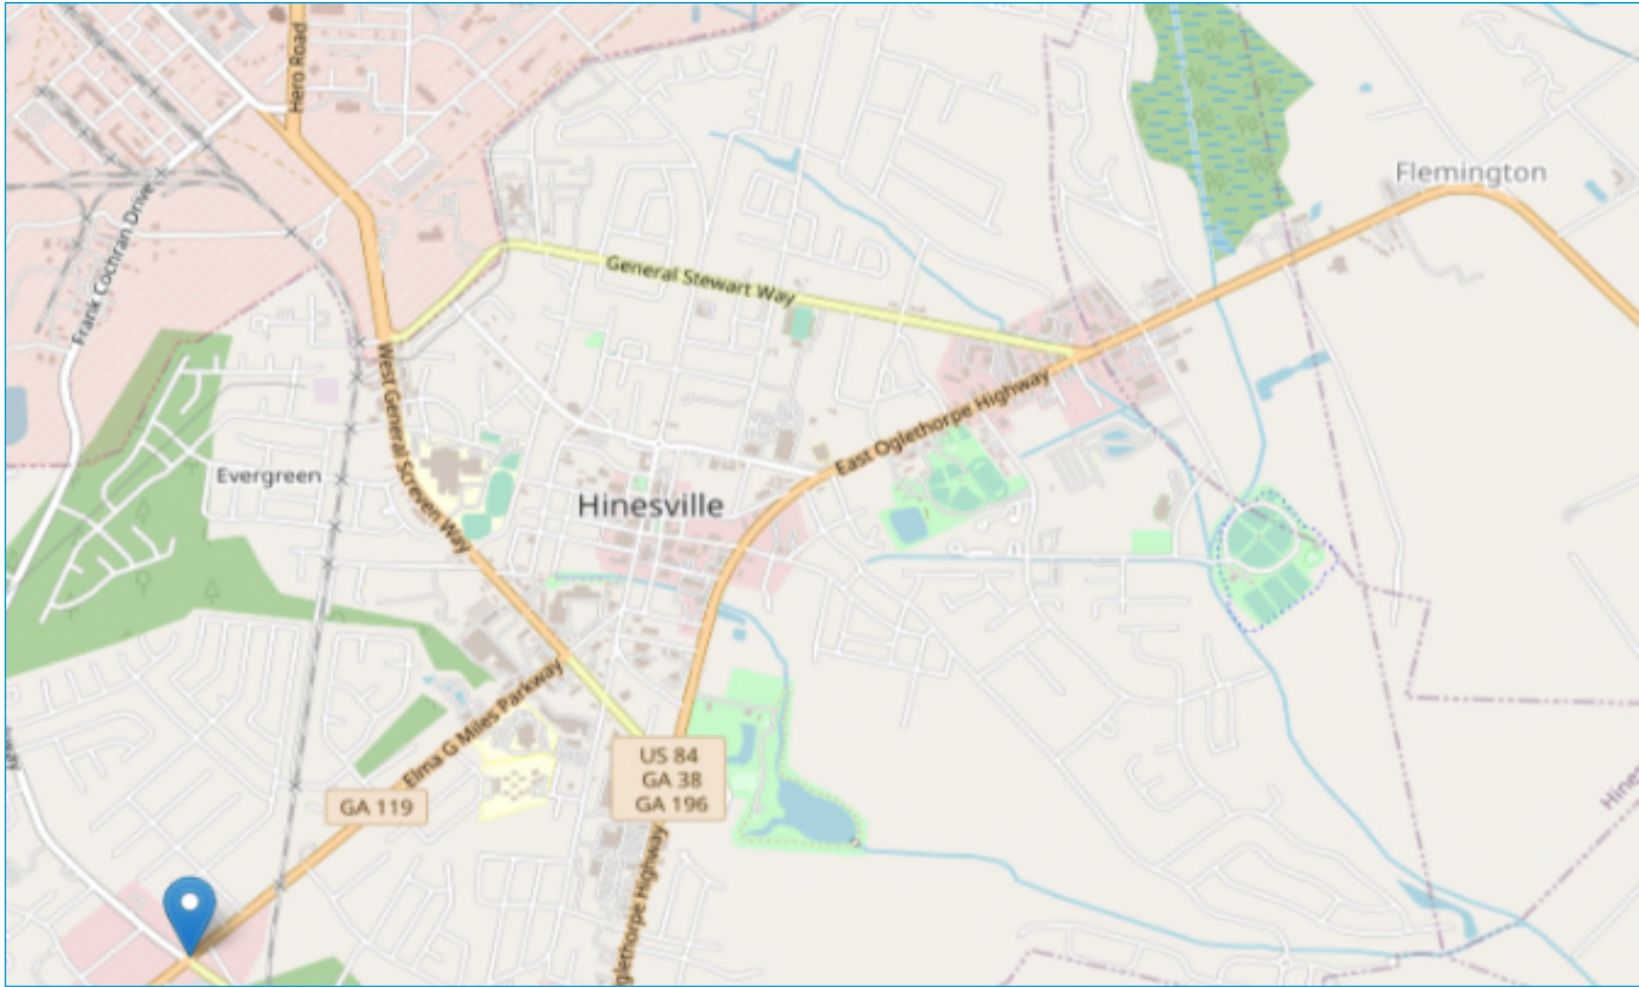 Hero Road
Flemington
Frank Cochran Drive
General Stewart Way
West General Screven Way
East Oglethorpe Highway
Evergreen
Hinesville
Elma G Miles Parkway
US 84
GA 38
GA 196
GA 119
Highway